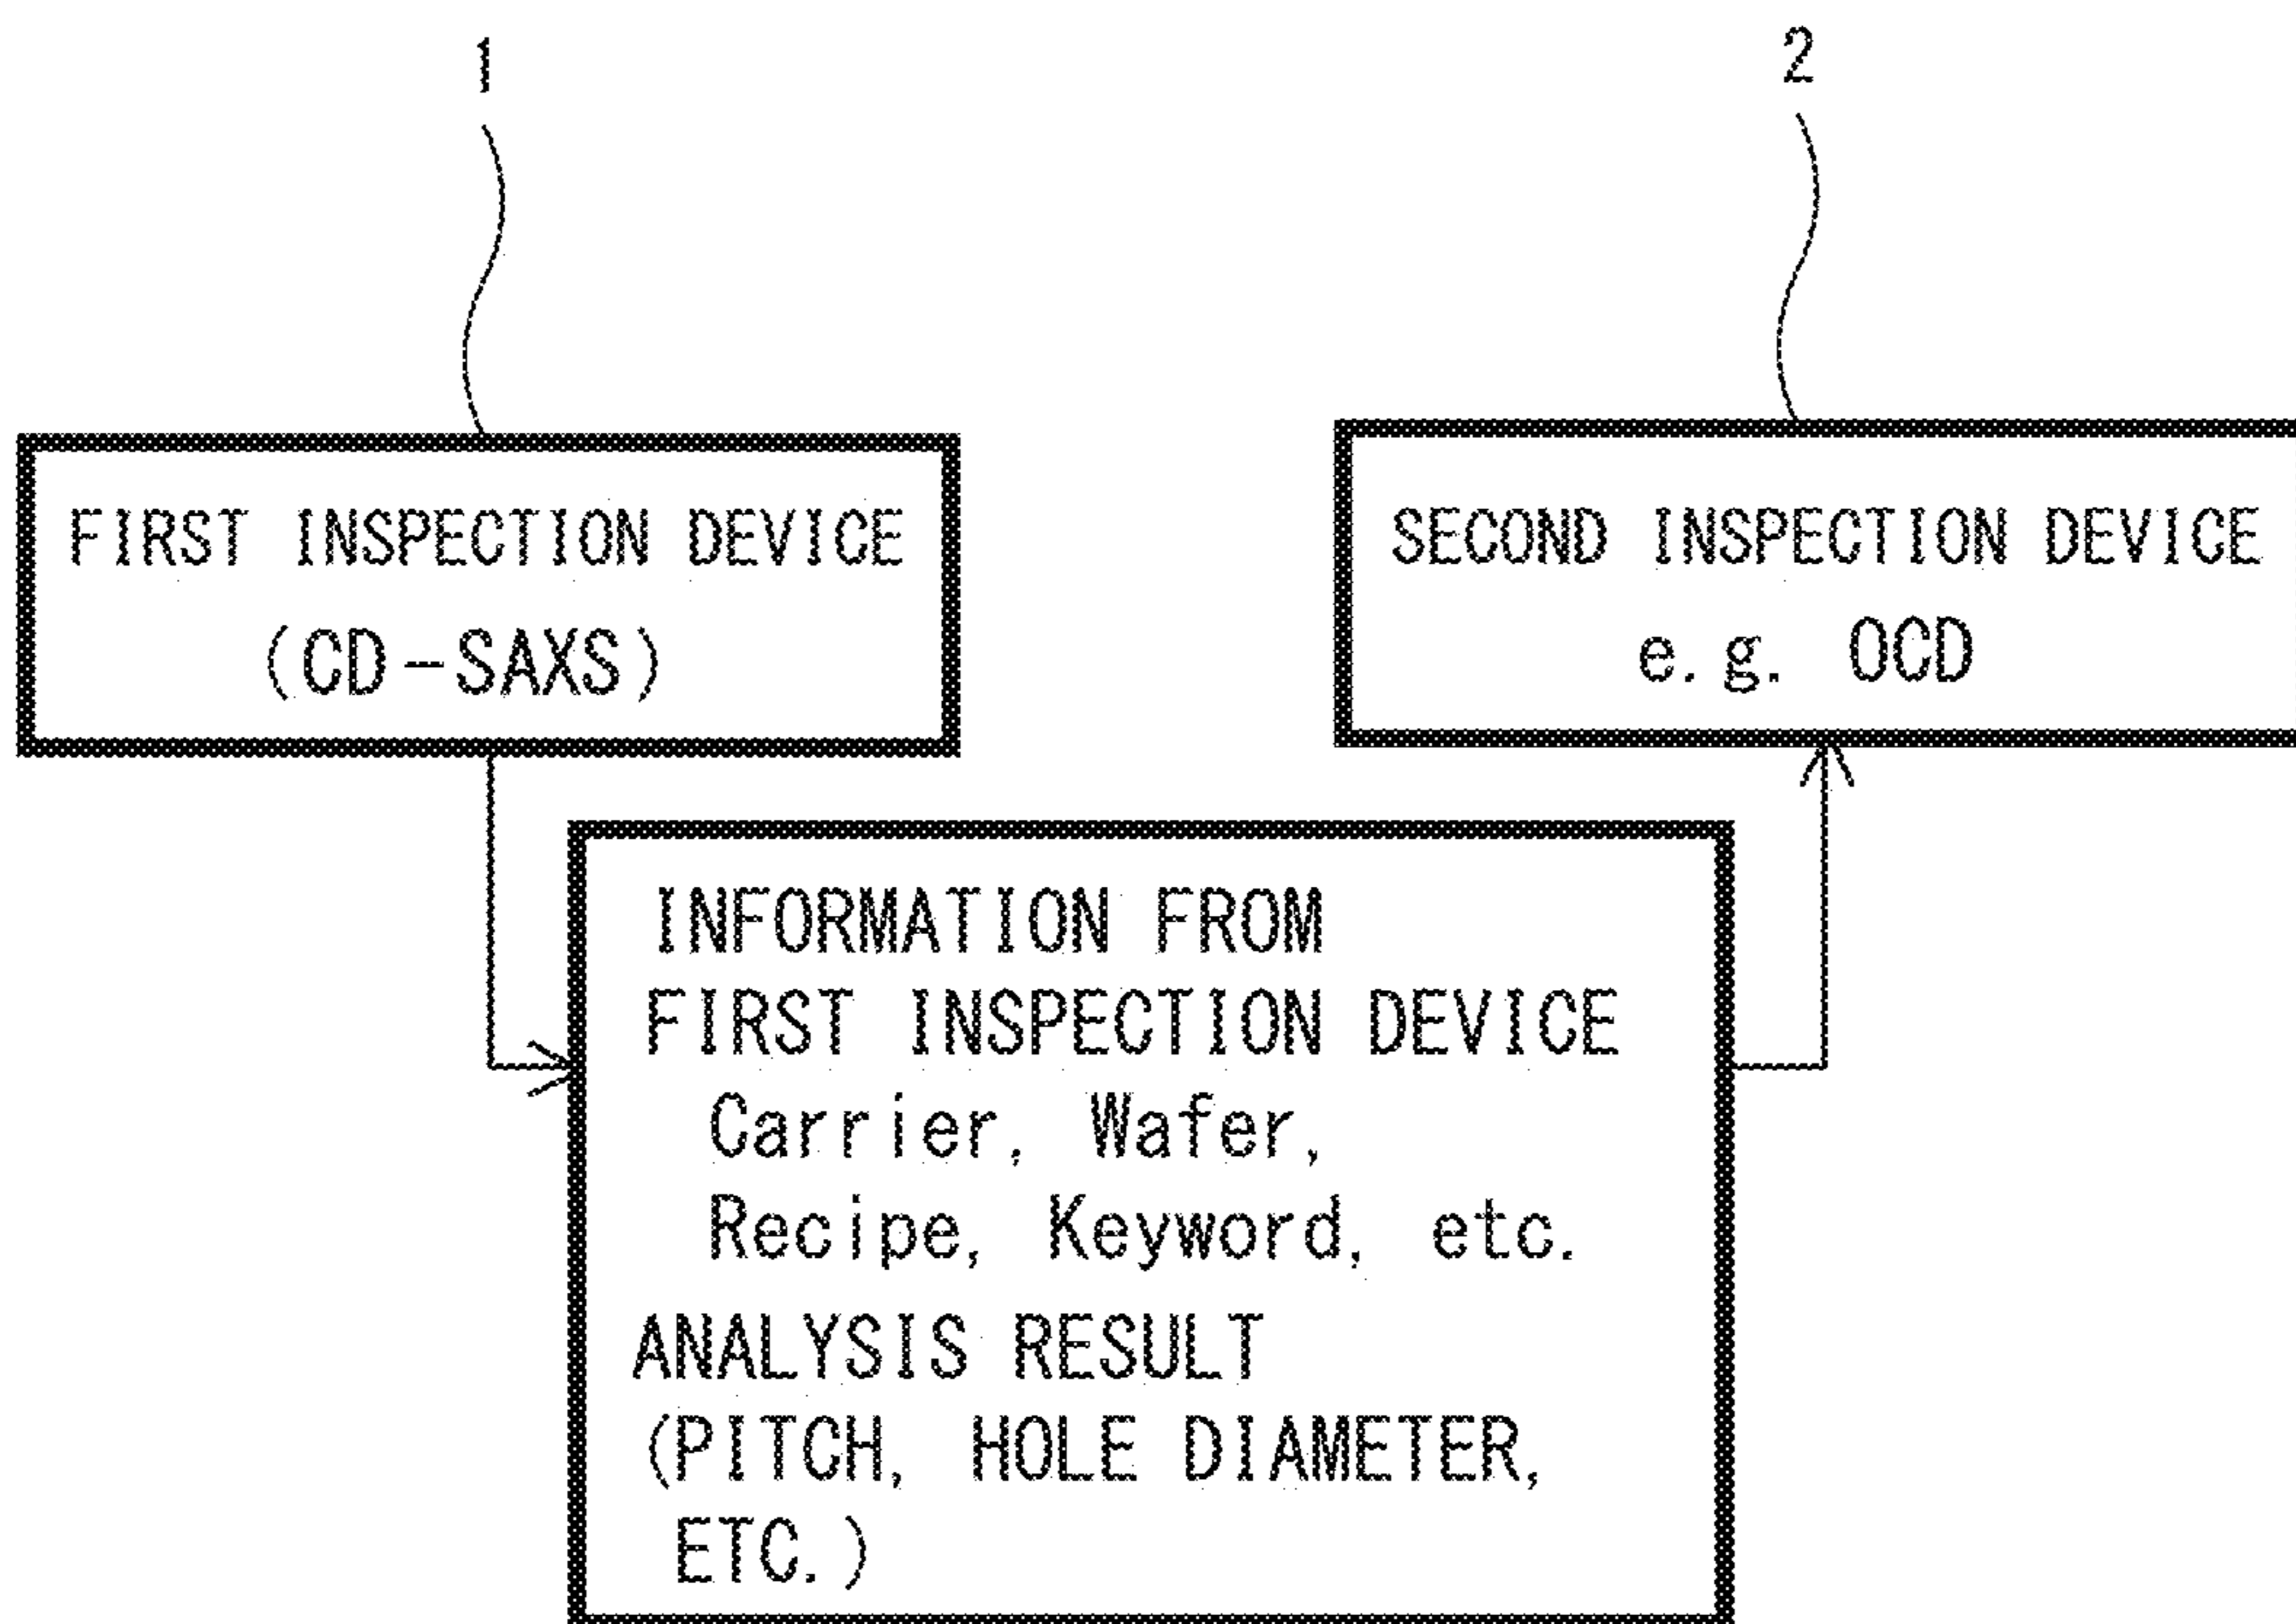 1
2
FIRST INSPECTION DEVICE
(CD-SAXS)
SECOND INSPECTION DEVICE
e.g. OCD
INFORMATION FROM
FIRST INSPECTION DEVICE
Carrier, Wafer,
Recipe, Keyword, etc.
ANALYSIS RESULT
(PITCH, HOLE DIAMETER,
ETC.)